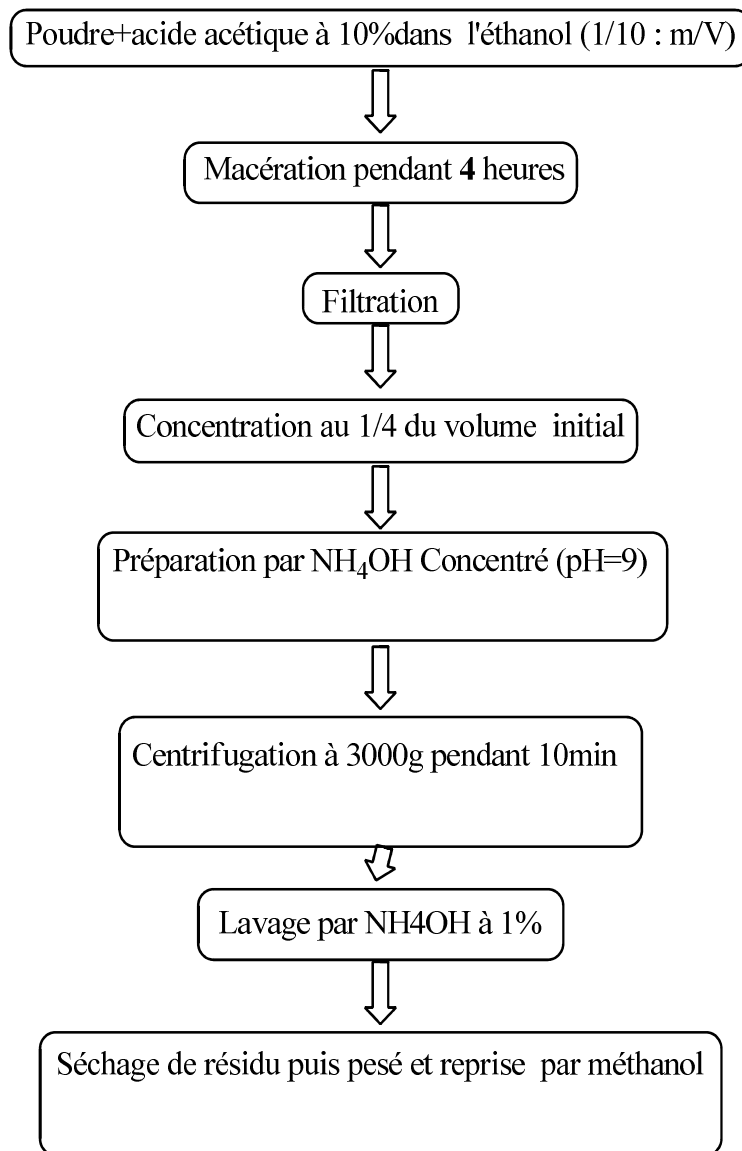 Poudre+acide acétique à 10%dans l'éthanol (1/10 : m/V)
Macération pendant 4 heures
Filtration
Concentration au 1/4 du volume initial
Préparation par NH₄OH Concentré (pH=9)
Centrifugation à 3000g pendant 10min
Lavage par NH4OH à 1%
Séchage de résidu puis pesé et reprise par méthanol